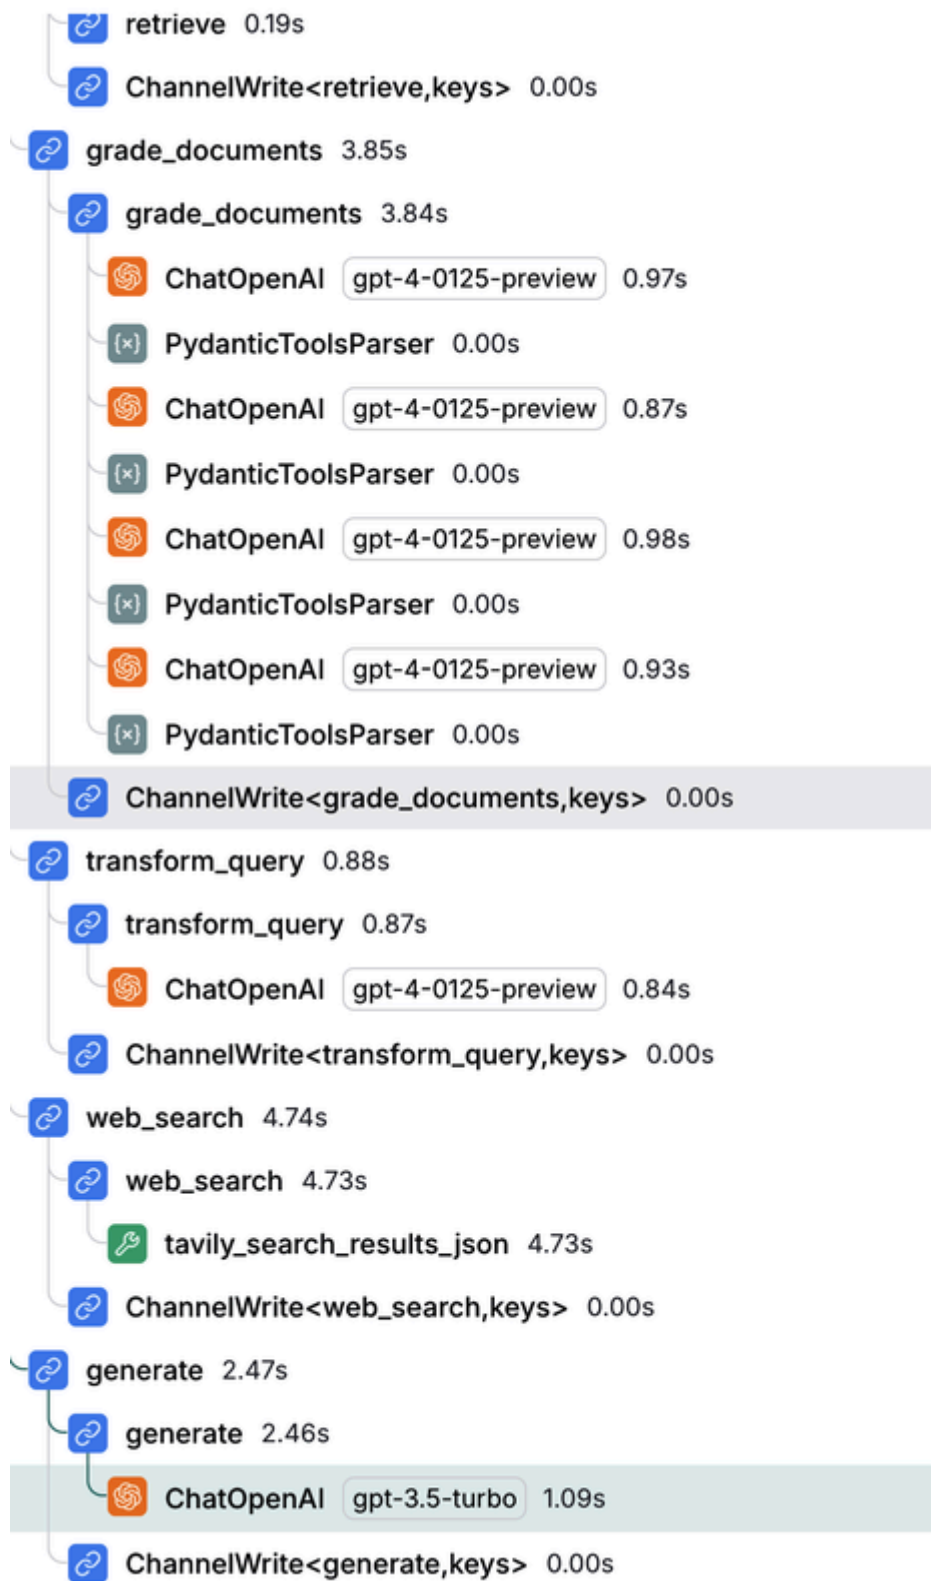 retrieve 0.19s
ChannelWrite<retrieve,keys> 0.00s
grade_documents 3.85s
grade_documents 3.84s
ChatOpenAI gpt-4-0125-preview 0.97s
{x} PydanticToolsParser 0.00s
ChatOpenAI gpt-4-0125-preview 0.87s
{x} PydanticToolsParser 0.00s
ChatOpenAI gpt-4-0125-preview 0.98s
{x} PydanticToolsParser 0.00s
ChatOpenAI gpt-4-0125-preview 0.93s
{x} PydanticToolsParser 0.00s
ChannelWrite<grade_documents,keys> 0.00s
transform_query 0.88s
transform_query 0.87s
ChatOpenAI gpt-4-0125-preview 0.84s
ChannelWrite<transform_query,keys> 0.00s
web_search 4.74s
web_search 4.73s
tavily_search_results_json 4.73s
ChannelWrite<web_search,keys> 0.00s
generate 2.47s
generate 2.46s
ChatOpenAI gpt-3.5-turbo 1.09s
ChannelWrite<generate,keys> 0.00s